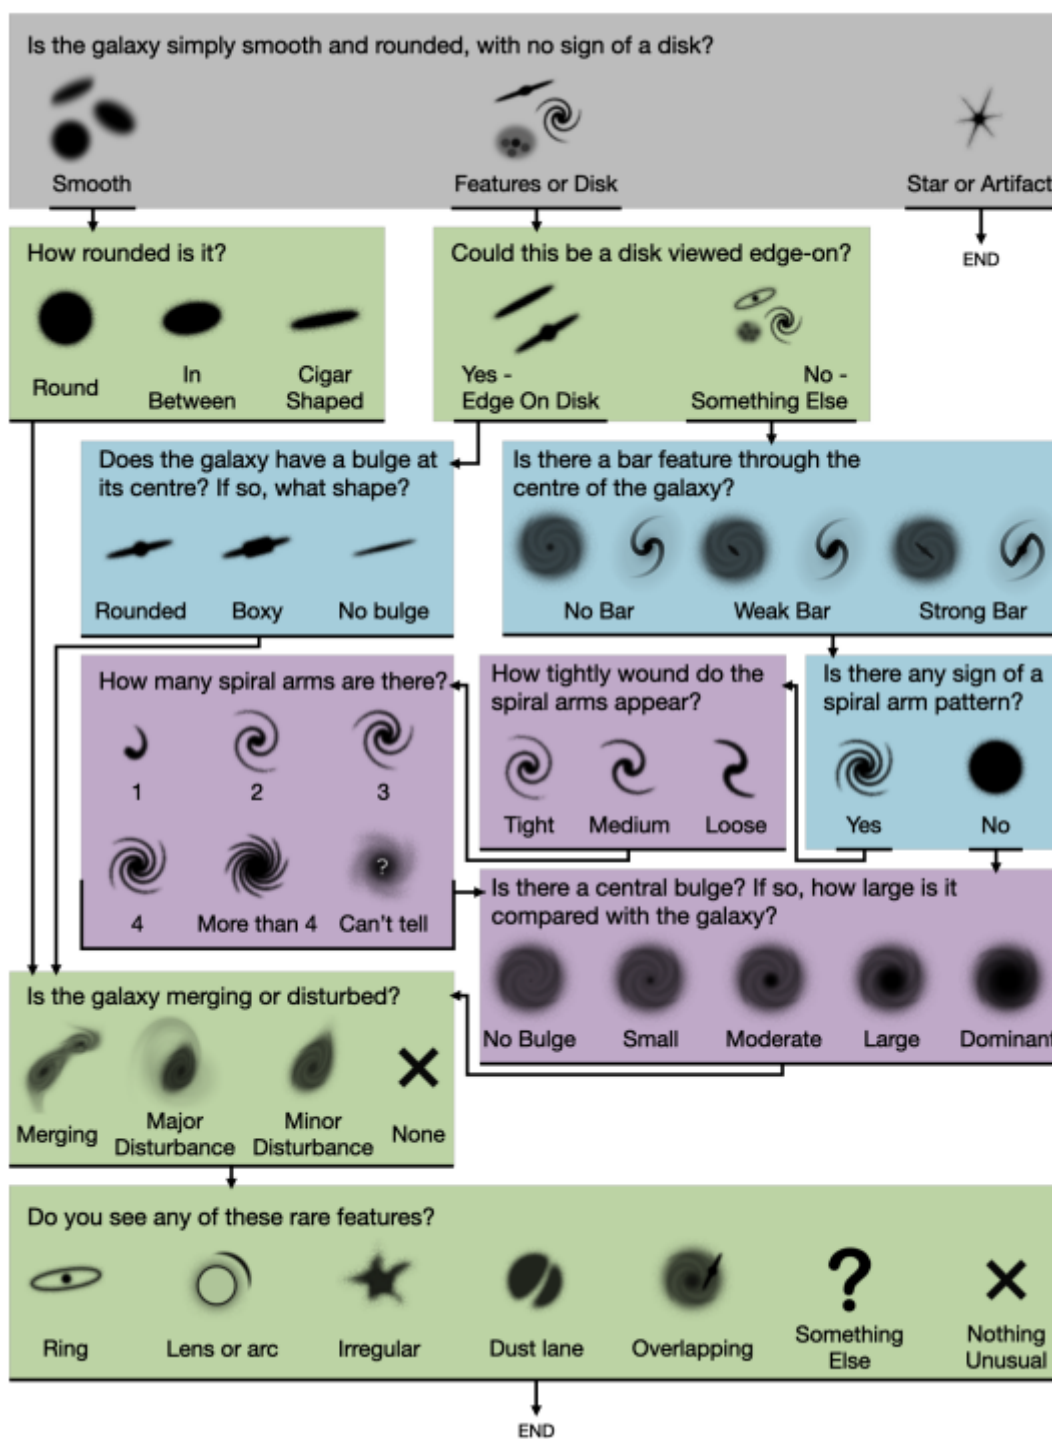 Is the galaxy simply smooth and rounded, with no sign of a disk?
Smooth
Features or Disk
Star or Artifact
END
How rounded is it?
Round
In
Between
Cigar
Shaped
Could this be a disk viewed edge-on?
Yes -
Edge On Disk
No -
Something Else
Does the galaxy have a bulge at
its centre? If so, what shape?
Rounded
Boxy
No bulge
Is there a bar feature through the
centre of the galaxy?
No Bar
Weak Bar
Strong Bar
How many spiral arms are there?
1
2
3
4
More than 4
?
Can't tell
How tightly wound do the
spiral arms appear?
Tight
Medium
Loose
Is there any sign of a
spiral arm pattern?
Yes
No
Is there a central bulge? If so, how large is it
compared with the galaxy?
No Bulge
Small
Moderate
Large
Dominant
Is the galaxy merging or disturbed?
Merging
Major
Disturbance
Minor
Disturbance
None
Do you see any of these rare features?
Ring
Lens or arc
Irregular
Dust lane
Overlapping
?
Something
Else
Nothing
Unusual
END